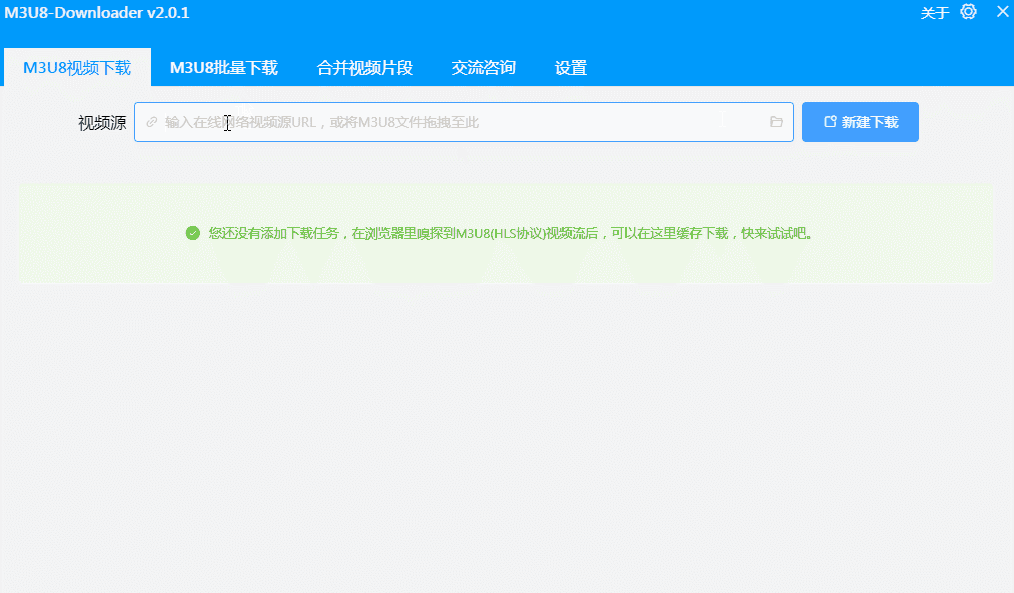 M3U8-Downloader v2.0.1 关于
M3U8视频下载 M3U8批量下载 合并视频片段 交流咨询 设置
视频源 输入在线网络视频源URL，或将M3U8文件拖拽至此 新建下载
您还没有添加下载任务，在浏览器里嗅探到M3U8(HLS协议)视频流后，可以在这里缓存下载，快来试试吧。